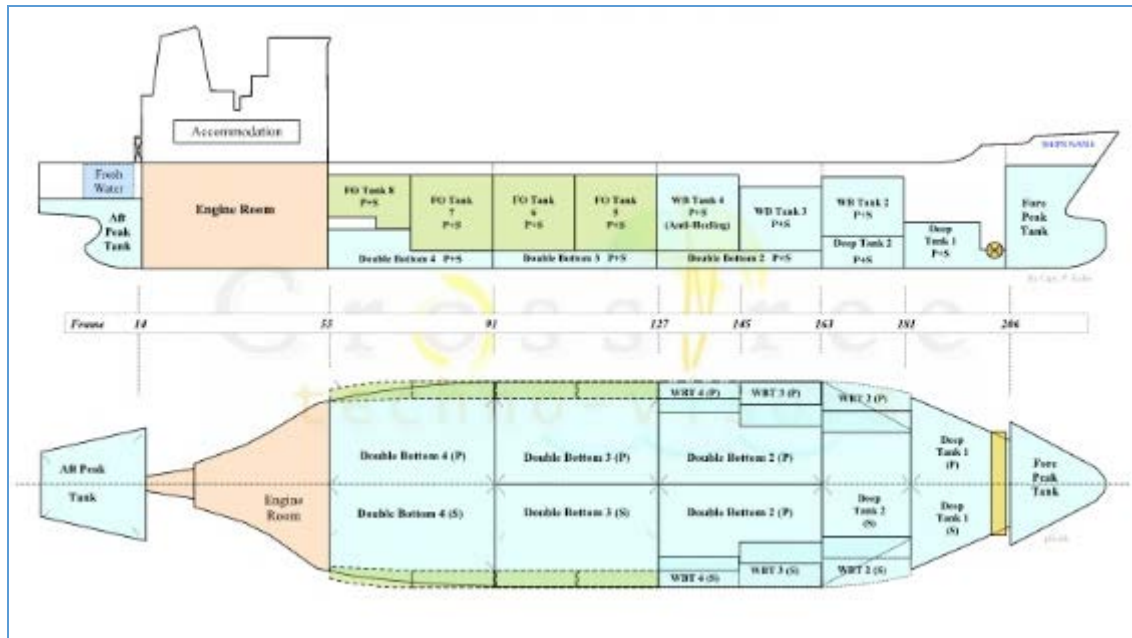 Accommodation
SHIPS NAME
Fresh
Water
Aft
Peak
Tank
Engine Room
FO Tank 8
P+S
FO Tank
7
P+S
FO Tank
6
P+S
FO Tank
5
P+S
WB Tank 4
P+S
(Anti-Heeling)
WB Tank 3
P+S
WB Tank 2
P+S
Deep Tank 2
P+S
Deep
Tank 1
P+S
Fore
Peak
Tank
Double Bottom 4 P+S
Double Bottom 3 P+S
Double Bottom 2 P+S
Frame 14 55 91 127 145 163 181 206
Crosstree
techno-
WBT 4 (P)
WBT 3 (P)
WBT 2 (P)
Aft Peak
Tank
Engine
Room
Double Bottom 4 (P)
Double Bottom 3 (P)
Double Bottom 2 (P)
Deep
Tank 1
(P)
Fore
Peak
Tank
Double Bottom 4 (S)
Double Bottom 3 (S)
Double Bottom 2 (P)
Deep
Tank 2
(S)
Deep
Tank 1
(S)
WBT 4 (S)
WBT 3 (S)
WBT 2 (S)